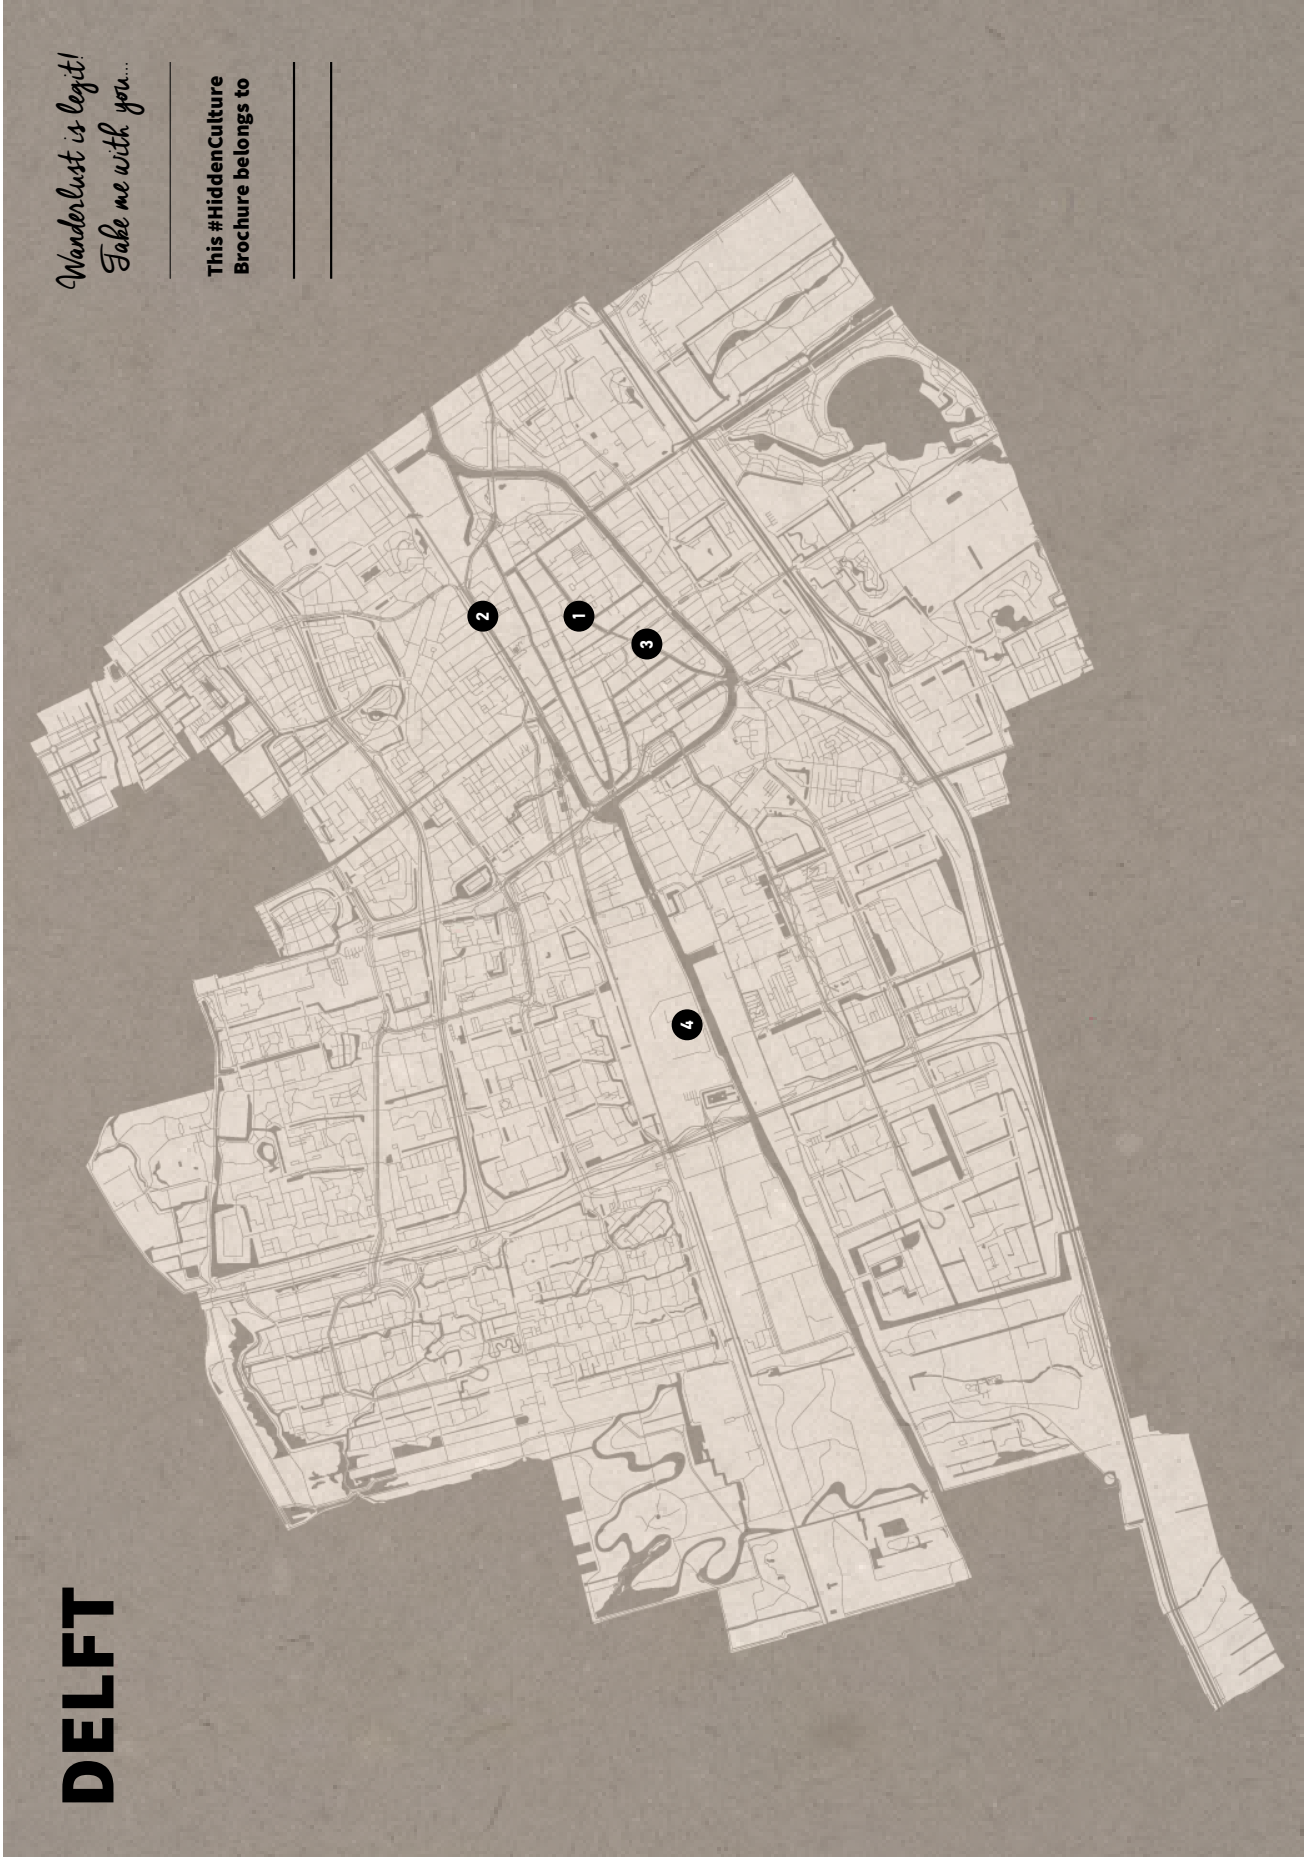 DELFT
Wanderlust is legit!
Take me with you...
This #HiddenCulture
Brochure belongs to
2
1
3
4